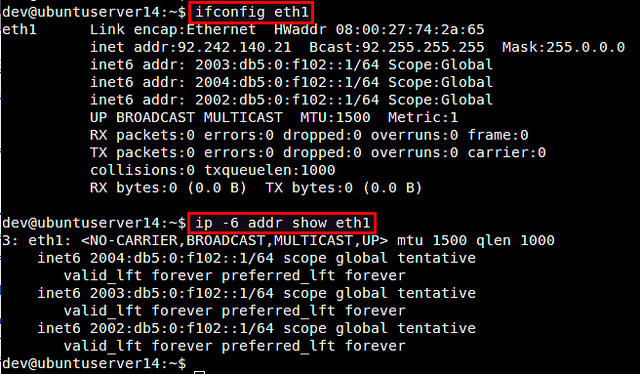 dev@ubuntuserver14:~$ ifconfig eth1
eth1      Link encap:Ethernet  HWaddr 08:00:27:74:2a:65
          inet addr:92.242.140.21  Bcast:92.255.255.255  Mask:255.0.0.0
          inet6 addr: 2003:db5:0:f102::1/64 Scope:Global
          inet6 addr: 2004:db5:0:f102::1/64 Scope:Global
          inet6 addr: 2002:db5:0:f102::1/64 Scope:Global
          UP BROADCAST MULTICAST  MTU:1500  Metric:1
          RX packets:0 errors:0 dropped:0 overruns:0 frame:0
          TX packets:0 errors:0 dropped:0 overruns:0 carrier:0
          collisions:0 txqueuelen:1000
          RX bytes:0 (0.0 B)  TX bytes:0 (0.0 B)
dev@ubuntuserver14:~$ ip -6 addr show eth1
3: eth1: <NO-CARRIER,BROADCAST,MULTICAST,UP> mtu 1500 qlen 1000
    inet6 2004:db5:0:f102::1/64 scope global tentative
       valid_lft forever preferred_lft forever
    inet6 2003:db5:0:f102::1/64 scope global tentative
       valid_lft forever preferred_lft forever
    inet6 2002:db5:0:f102::1/64 scope global tentative
       valid_lft forever preferred_lft forever
dev@ubuntuserver14:~$